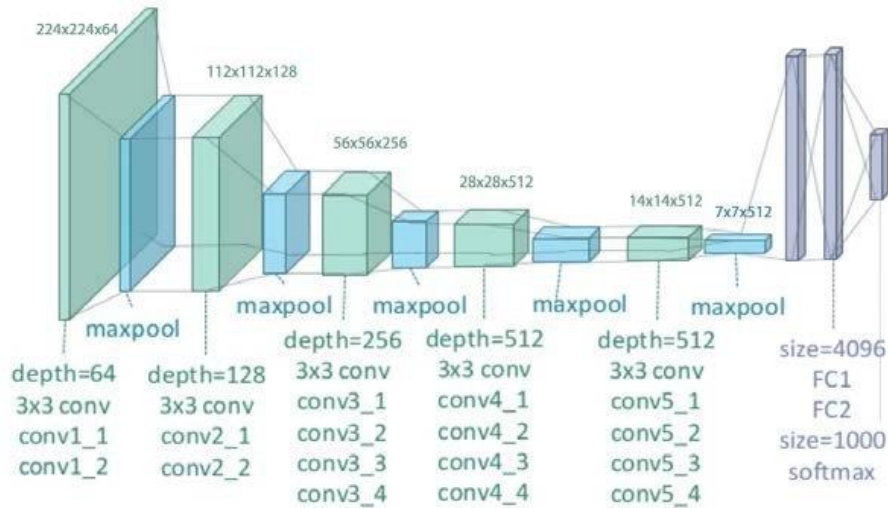 224x224x64
112x112x128
56x56x256
28x28x512
14x14x512
7x7x512
maxpool
maxpool
maxpool
maxpool
maxpool
depth=64
3x3 conv
conv1_1
conv1_2
depth=128
3x3 conv
conv2_1
conv2_2
depth=256
3x3 conv
conv3_1
conv3_2
conv3_3
conv3_4
depth=512
3x3 conv
conv4_1
conv4_2
conv4_3
conv4_4
depth=512
3x3 conv
conv5_1
conv5_2
conv5_3
conv5_4
size=4096
FC1
FC2
size=1000
softmax